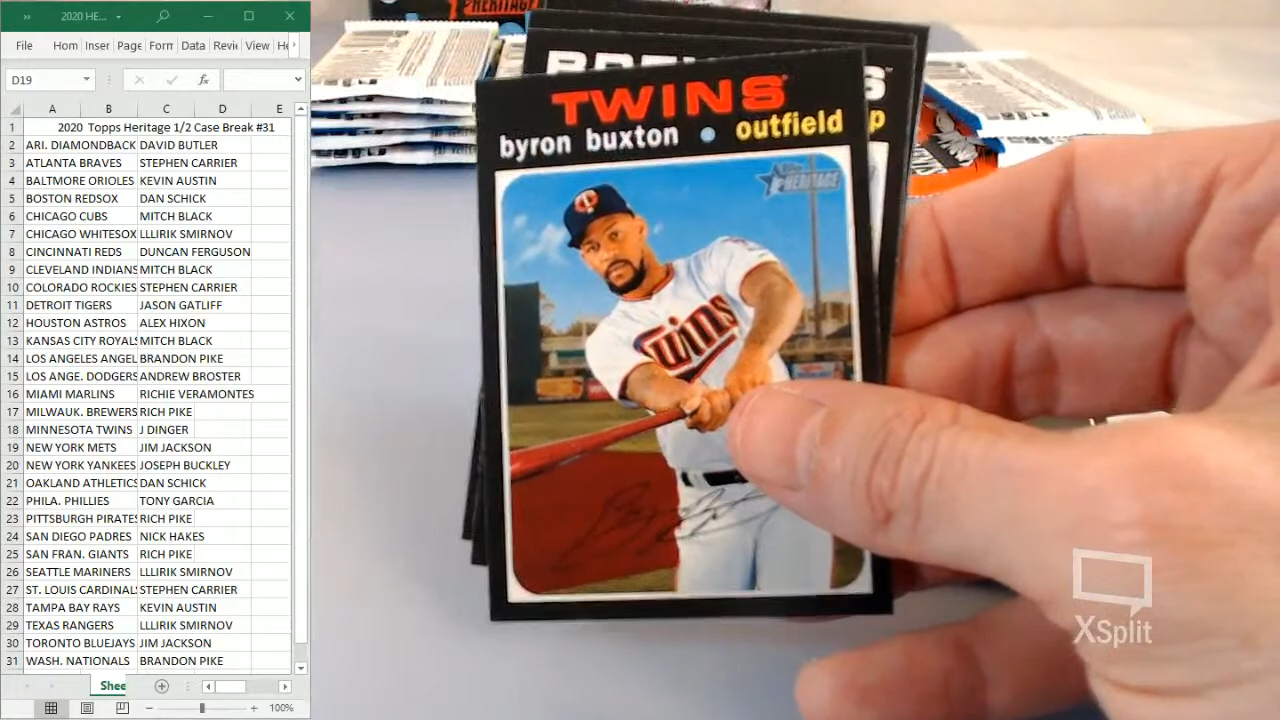 2020 HE...
File Hom Inser Page Form Data Revie View He
D19
fx
A B C D E
1 2020 Topps Heritage 1/2 Case Break #31
2 ARI. DIAMONDBACK DAVID BUTLER
3 ATLANTA BRAVES STEPHEN CARRIER
4 BALTMORE ORIOLES KEVIN AUSTIN
5 BOSTON REDSOX DAN SCHICK
6 CHICAGO CUBS MITCH BLACK
7 CHICAGO WHITESOX LLLIRIK SMIRNOV
8 CINCINNATI REDS DUNCAN FERGUSON
9 CLEVELAND INDIANS MITCH BLACK
10 COLORADO ROCKIES STEPHEN CARRIER
11 DETROIT TIGERS JASON GATLIFF
12 HOUSTON ASTROS ALEX HIXON
13 KANSAS CITY ROYALS MITCH BLACK
14 LOS ANGELES ANGEL BRANDON PIKE
15 LOS ANGE. DODGERS ANDREW BROSTER
16 MIAMI MARLINS RICHIE VERAMONTES
17 MILWAUK. BREWERS RICH PIKE
18 MINNESOTA TWINS J DINGER
19 NEW YORK METS JIM JACKSON
20 NEW YORK YANKEES JOSEPH BUCKLEY
21 OAKLAND ATHLETICS DAN SCHICK
22 PHILA. PHILLIES TONY GARCIA
23 PITTSBURGH PIRATES RICH PIKE
24 SAN DIEGO PADRES NICK HAKES
25 SAN FRAN. GIANTS RICH PIKE
26 SEATTLE MARINERS LLLIRIK SMIRNOV
27 ST. LOUIS CARDINAL STEPHEN CARRIER
28 TAMPA BAY RAYS KEVIN AUSTIN
29 TEXAS RANGERS LLLIRIK SMIRNOV
30 TORONTO BLUEJAYS JIM JACKSON
31 WASH. NATIONALS BRANDON PIKE
Shee
100%
HERITAGE
TWINS
byron buxton • outfield
p
Topps HERITAGE
Twins
XSplit